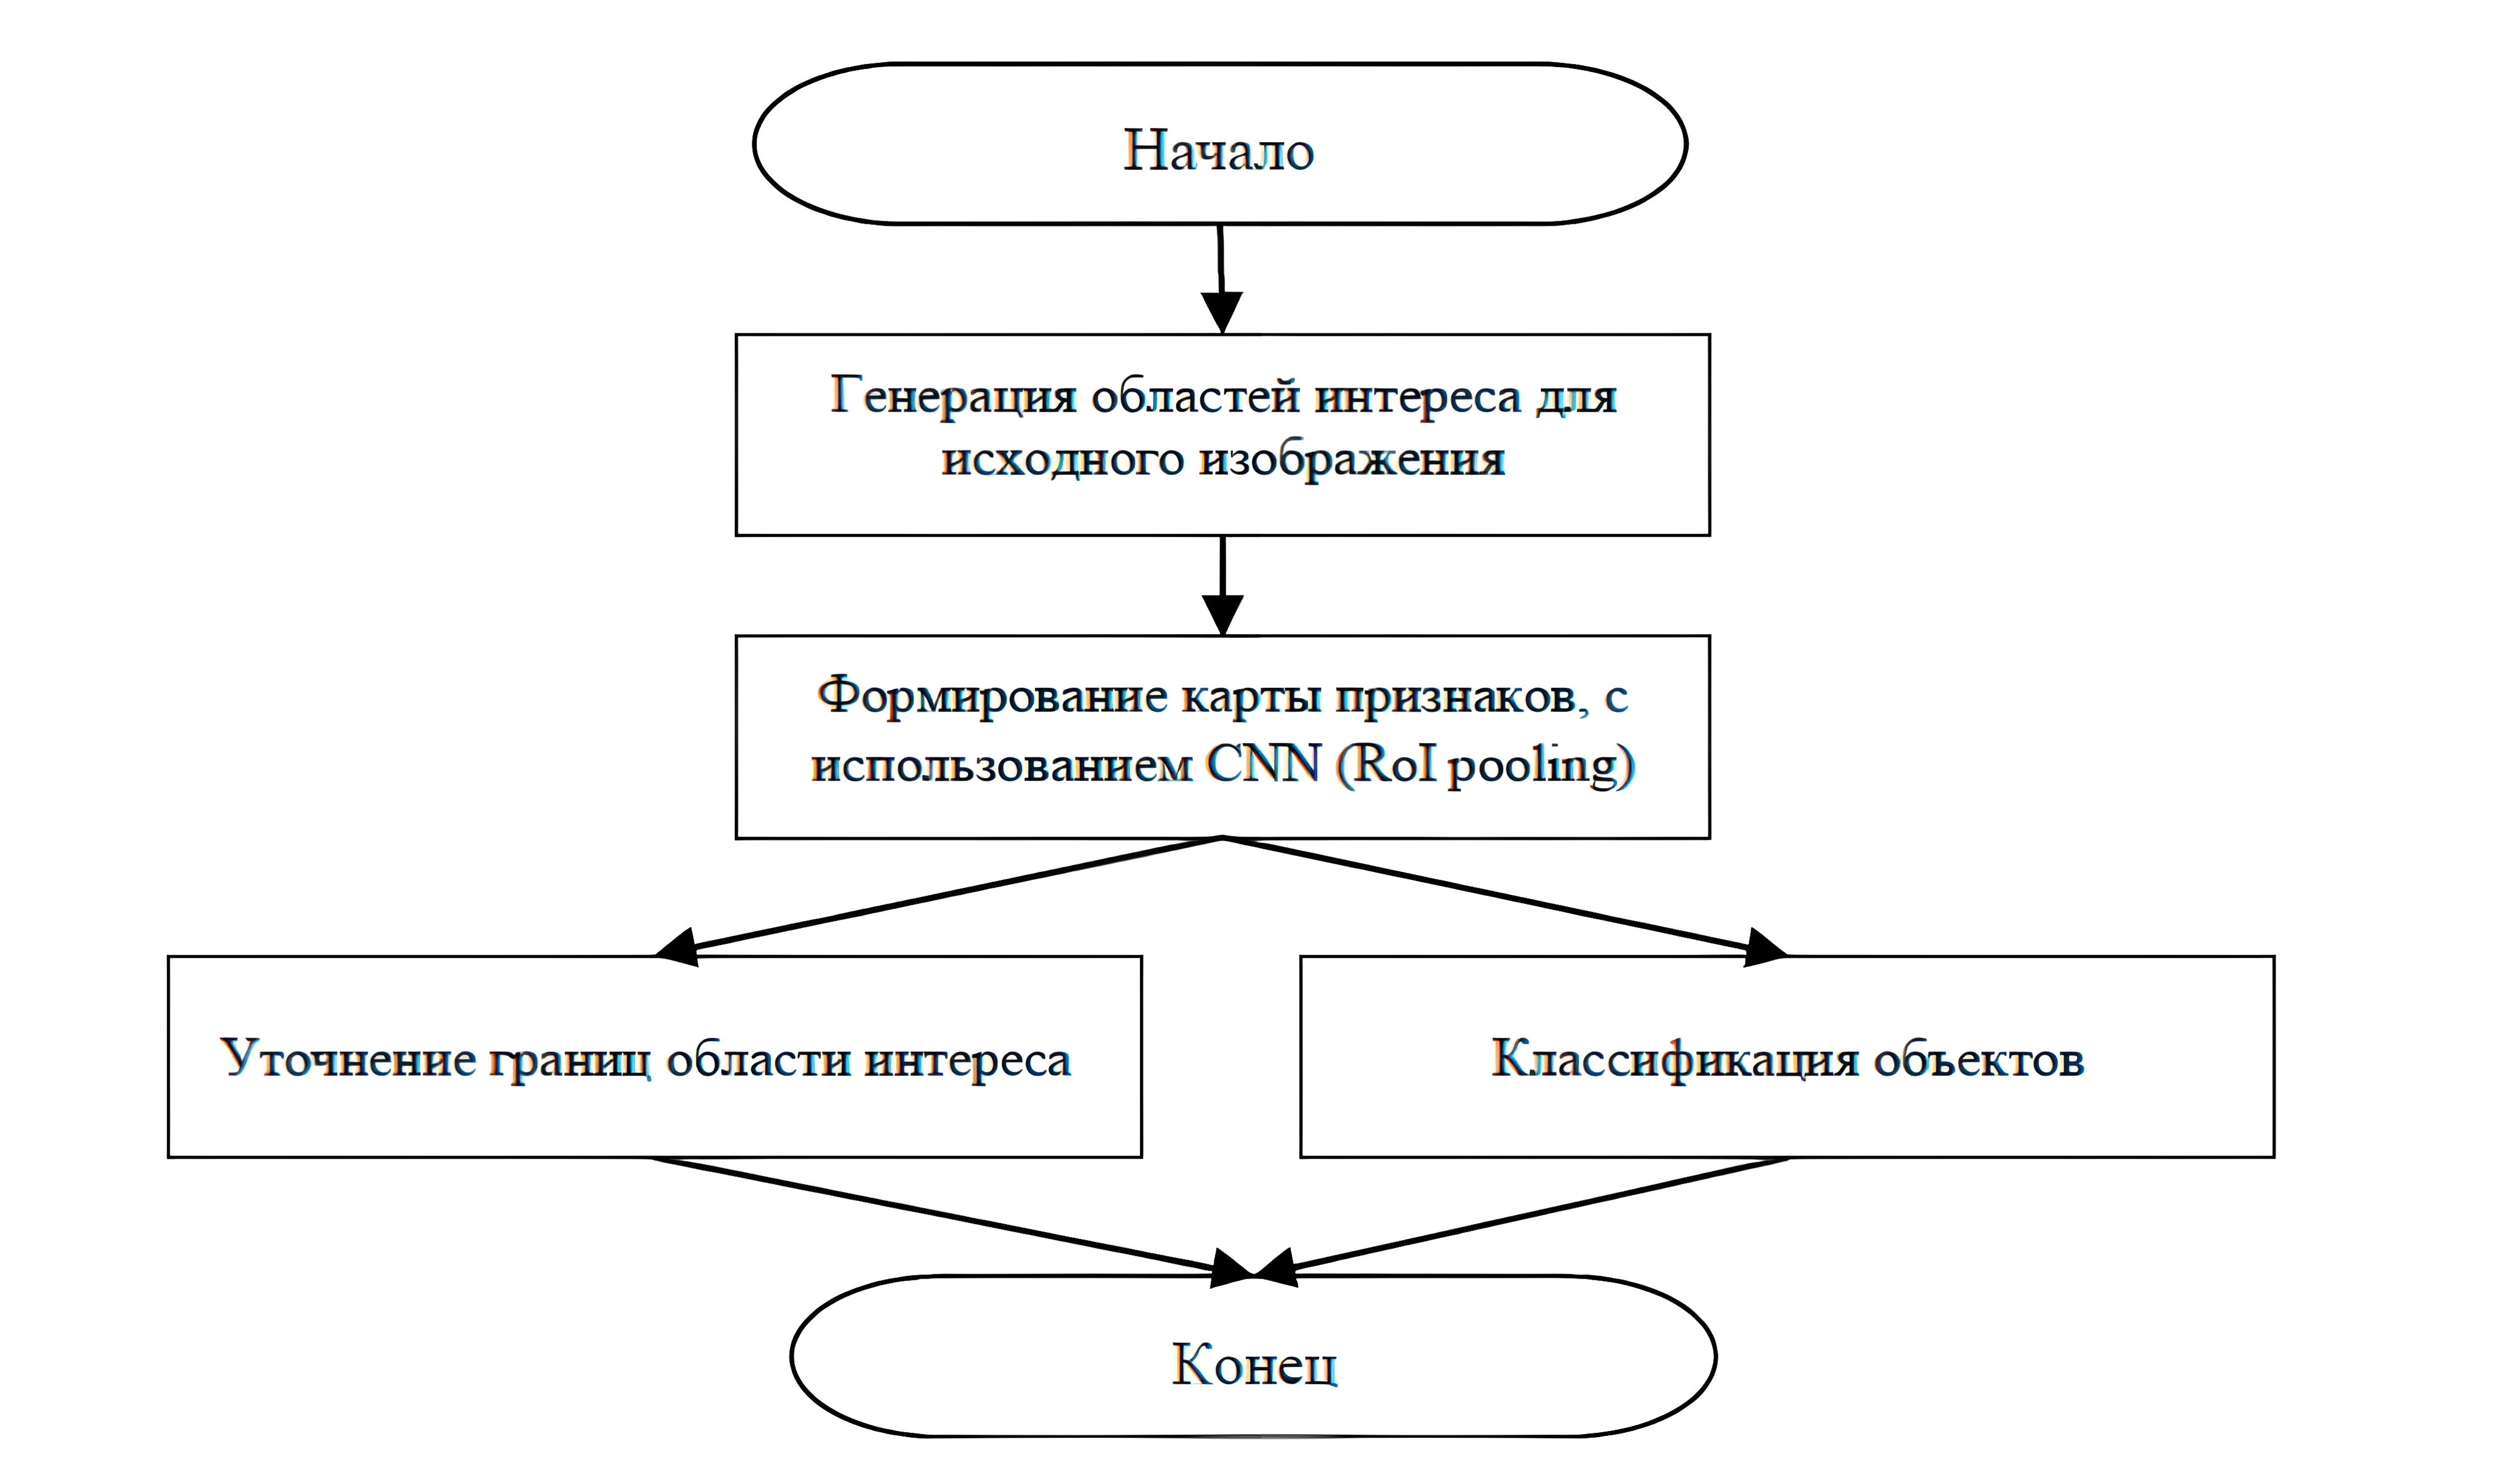 Начало
Генерация областей интереса для
исходного изображения
Формирование карты признаков, с
использованием CNN (RoI pooling)
Уточнение границ области интереса
Классификация объектов
Конец